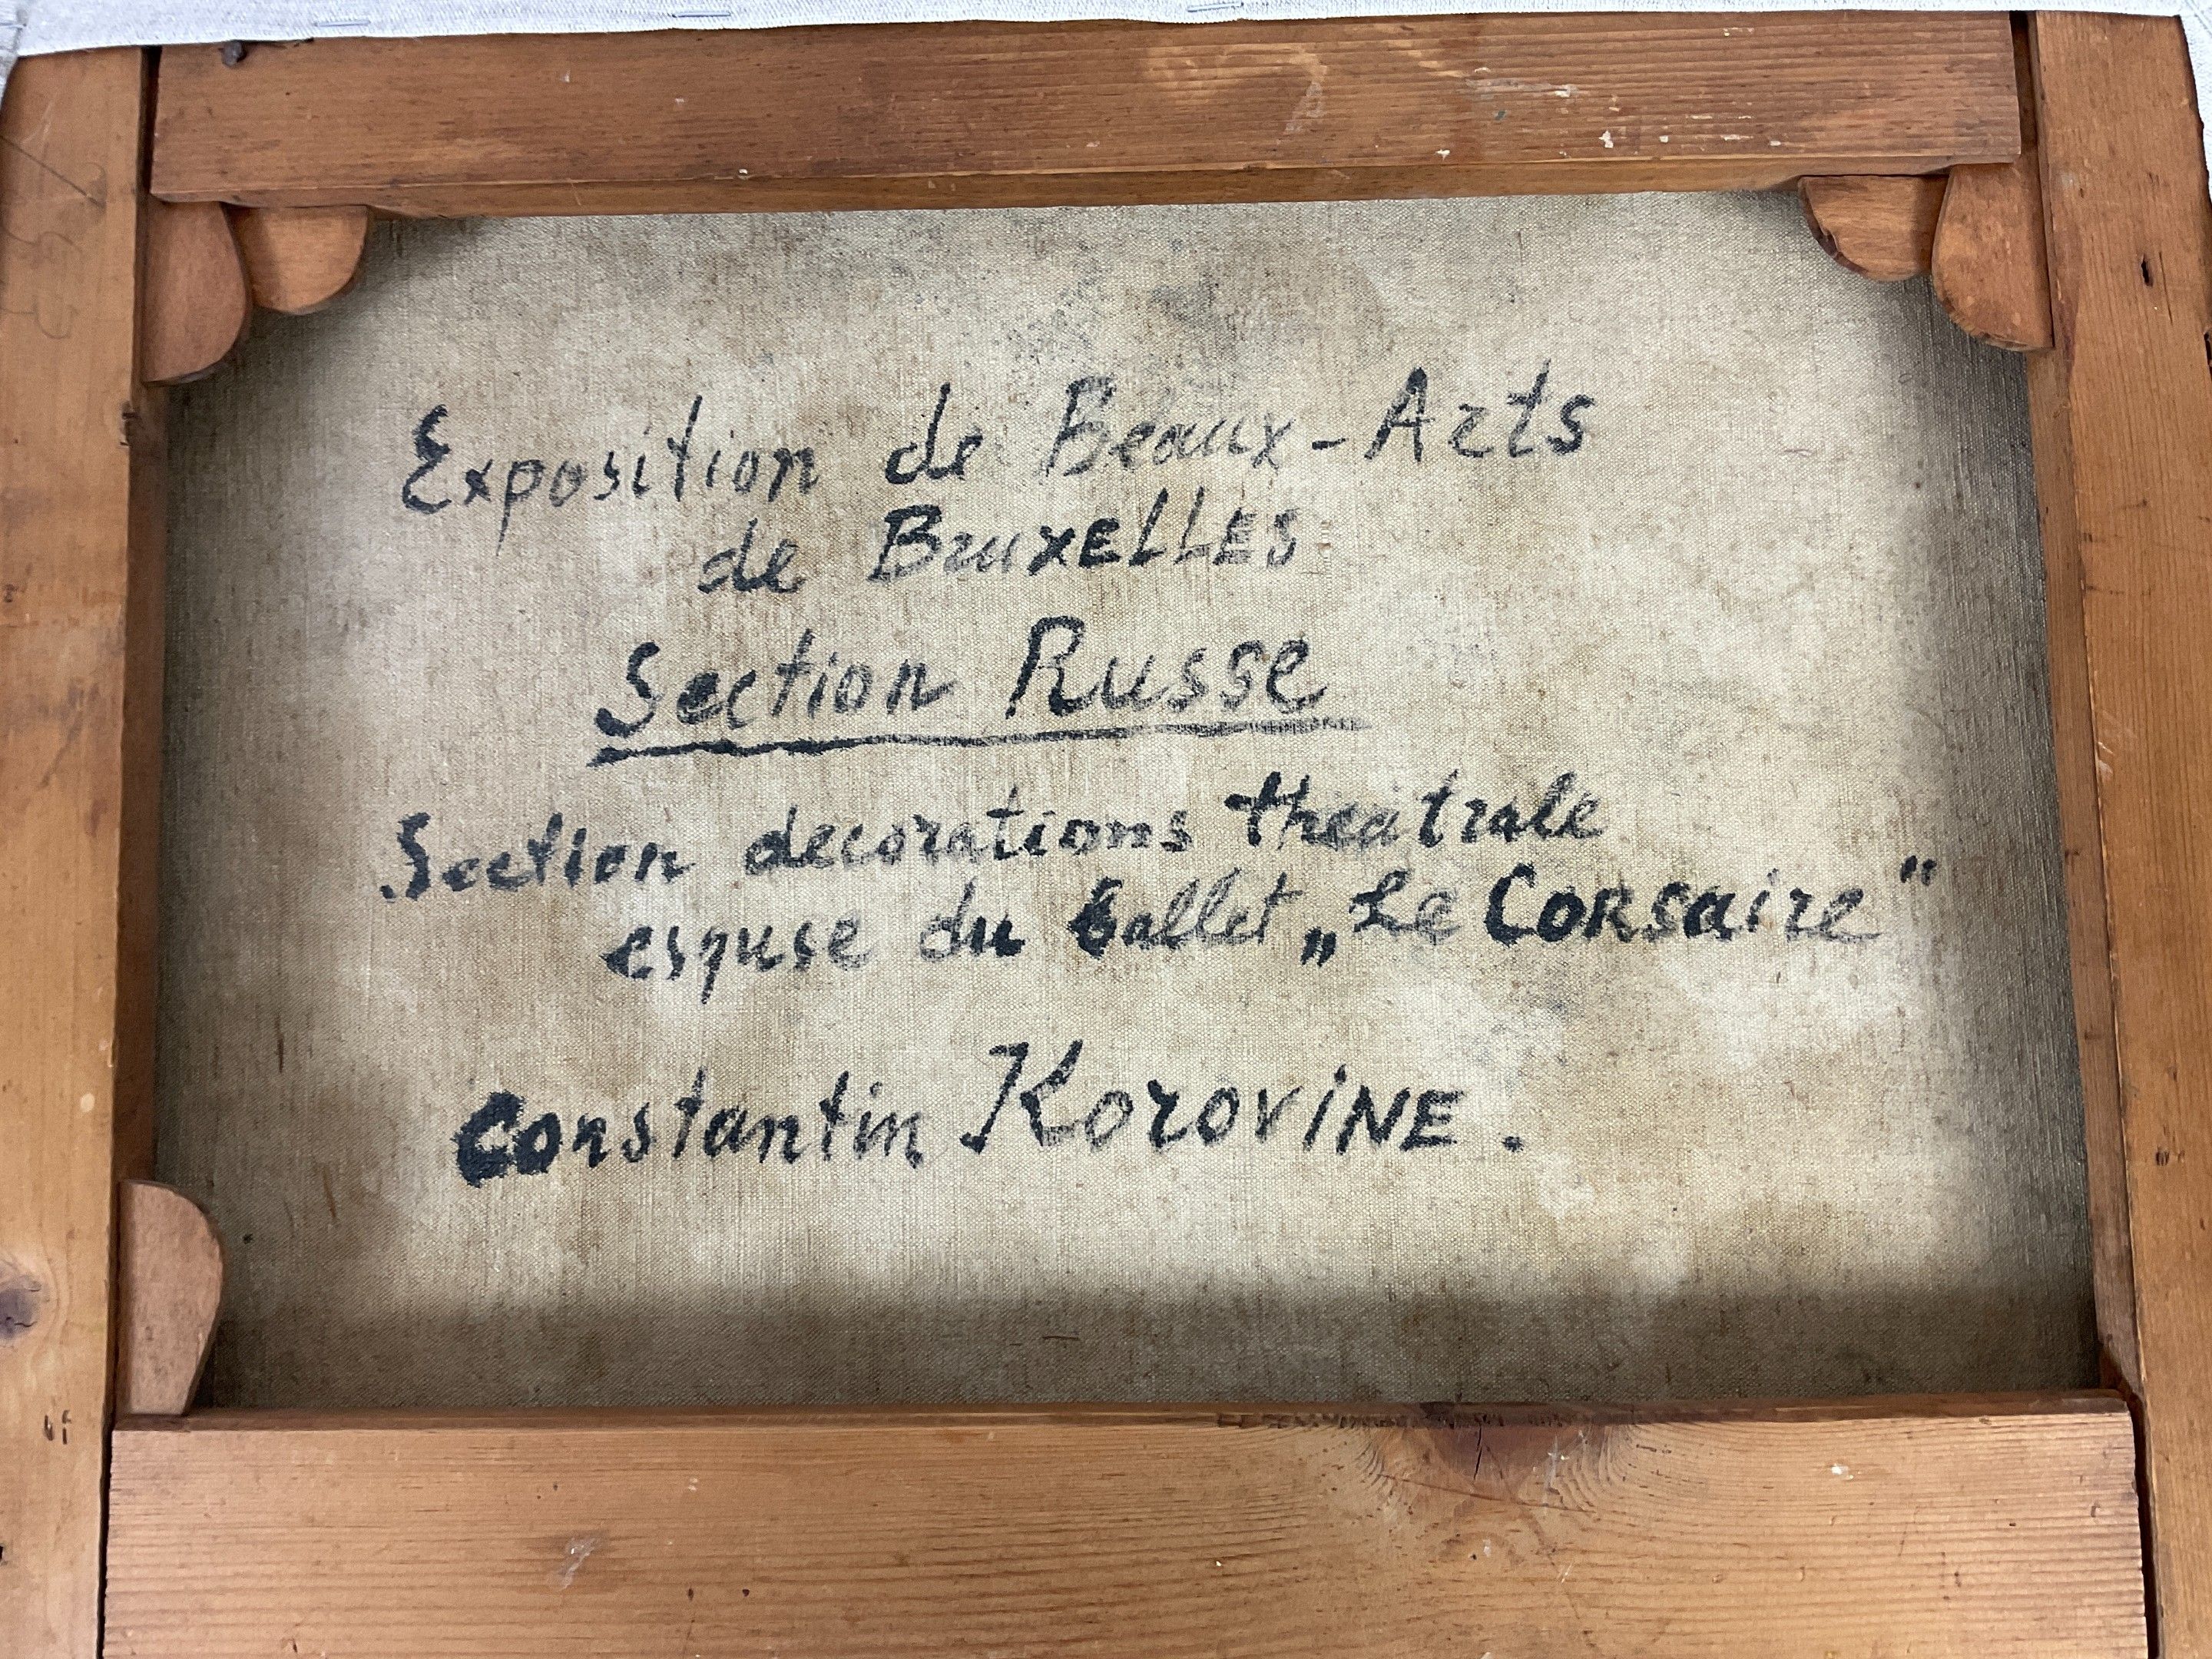 Exposition de Beaux-Arts
de BruxELLES
Section Russe
Section decorations theatrale
esquse du ballet „Le CoRsaire"
Constantin KoroviNE.